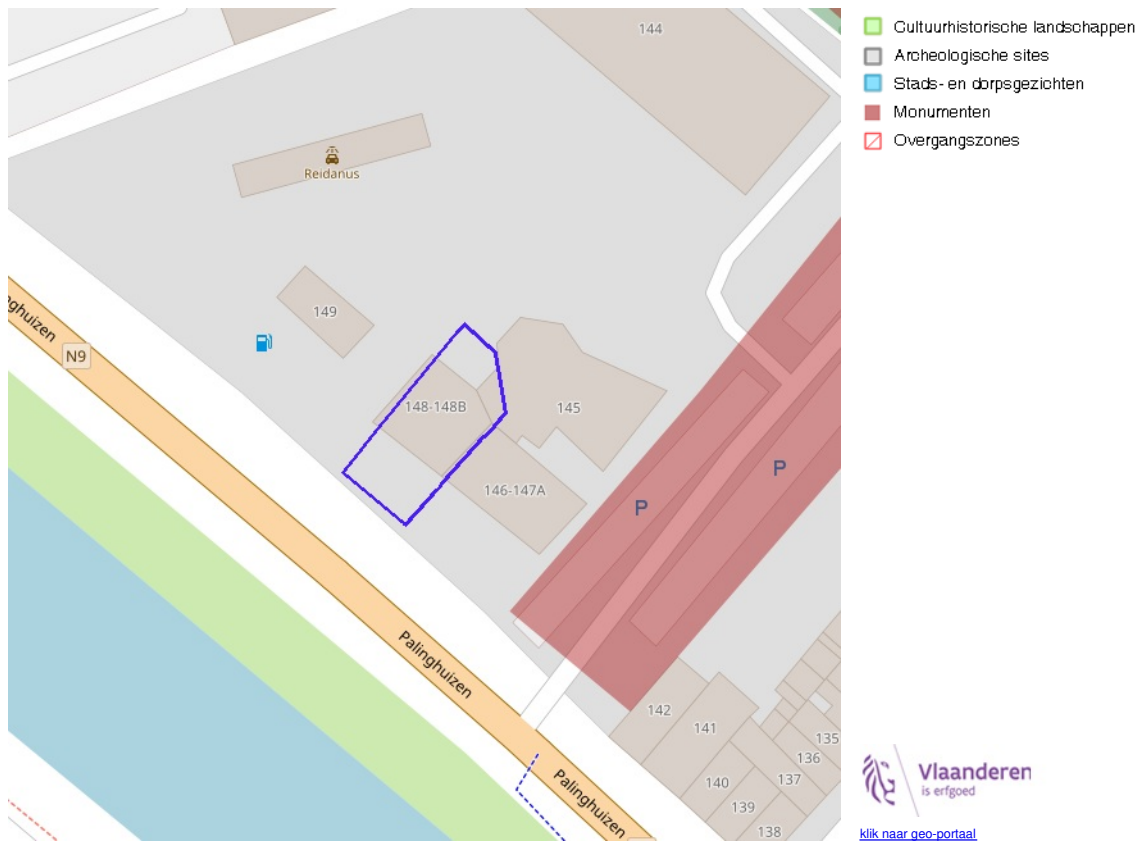 144
Reidanus
149
nghuizen
N9
148-148B
145
146-147A
P
P
Palinghuizen
142
141
140
139
138
137
136
135
Palinghuizen
Cultuurhistorische landschappen
Archeologische sites
Stads- en dorpsgezichten
Monumenten
Overgangszones
Vlaanderen
is erfgoed
klik naar geo-portaal